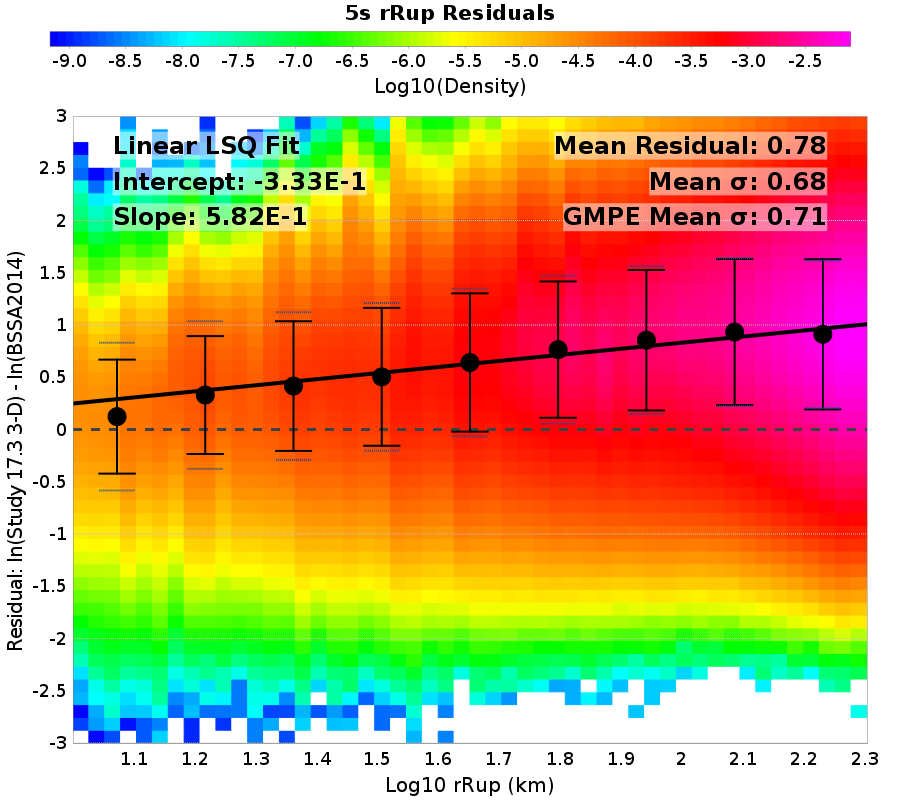 5s rRup Residuals
-9.0 -8.5 -8.0 -7.5 -7.0 -6.5 -6.0 -5.5 -5.0 -4.5 -4.0 -3.5 -3.0 -2.5
Log10(Density)
Linear LSQ Fit
Intercept: -3.33E-1
Slope: 5.82E-1
Mean Residual: 0.78
Mean σ: 0.68
GMPE Mean σ: 0.71
Residual: ln(Study 17.3 3-D) - ln(BSSA2014)
3
2.5
2
1.5
1
0.5
0
-0.5
-1
-1.5
-2
-2.5
-3
1.1 1.2 1.3 1.4 1.5 1.6 1.7 1.8 1.9 2 2.1 2.2 2.3
Log10 rRup (km)